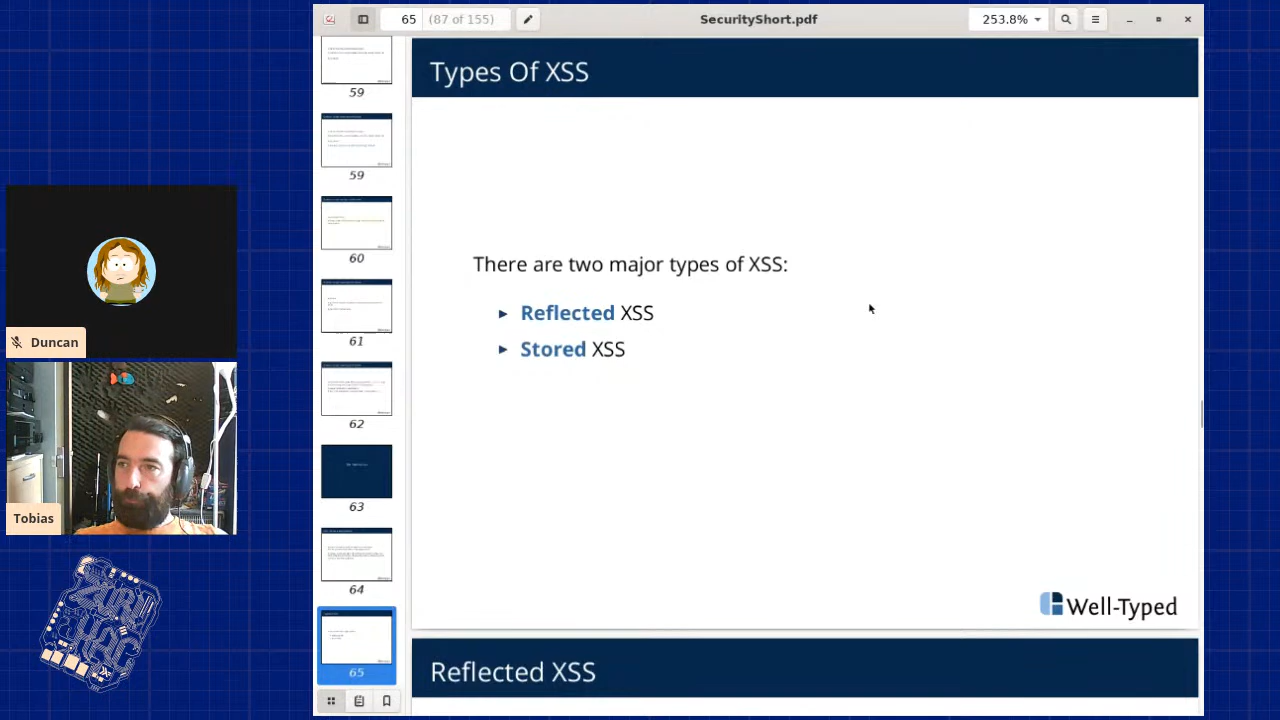 65 (87 of 155)
SecurityShort.pdf
253.8%
59
59
60
61
62
63
64
65
Types Of XSS
There are two major types of XSS:
Reflected XSS
Stored XSS
Well-Typed
Reflected XSS
Duncan
Tobias